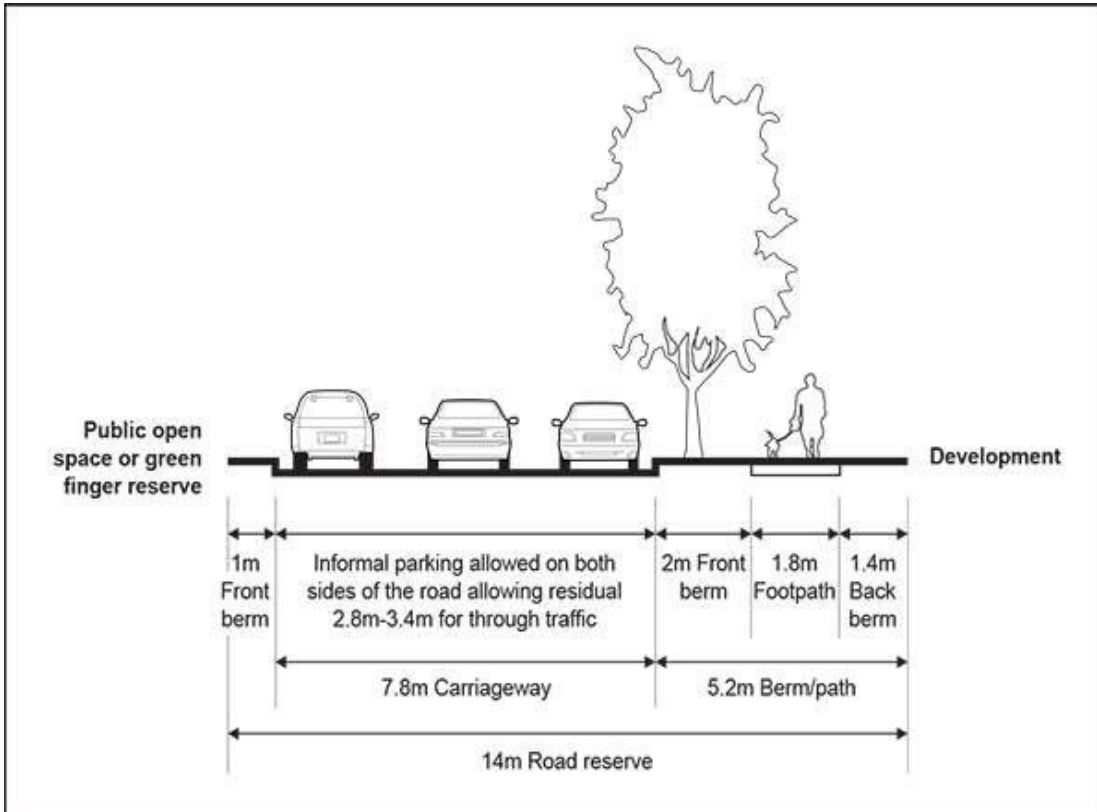 Public open
space or green
finger reserve
Development
1m
Front
berm
Informal parking allowed on both
sides of the road allowing residual
2.8m-3.4m for through traffic
2m Front
berm
1.8m
Footpath
1.4m
Back
berm
7.8m Carriageway
5.2m Berm/path
14m Road reserve